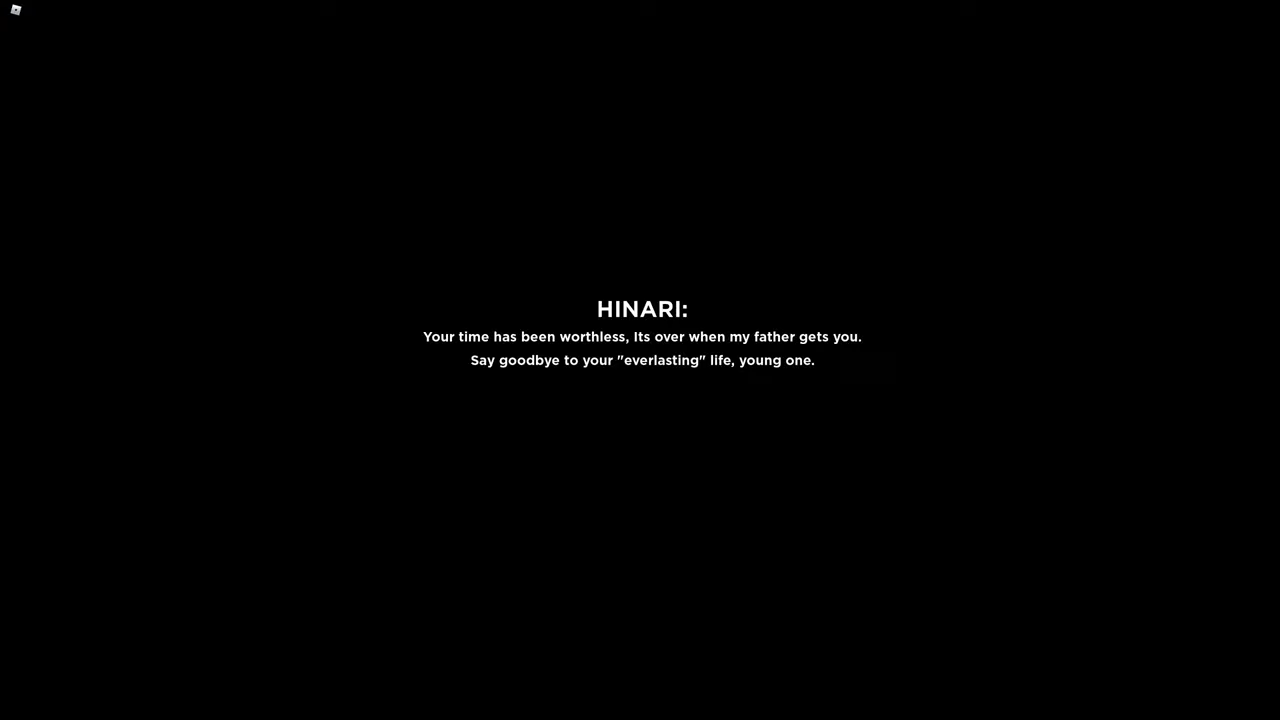 HINARI:
Your time has been worthless, Its over when my father gets you.
Say goodbye to your "everlasting" life, young one.